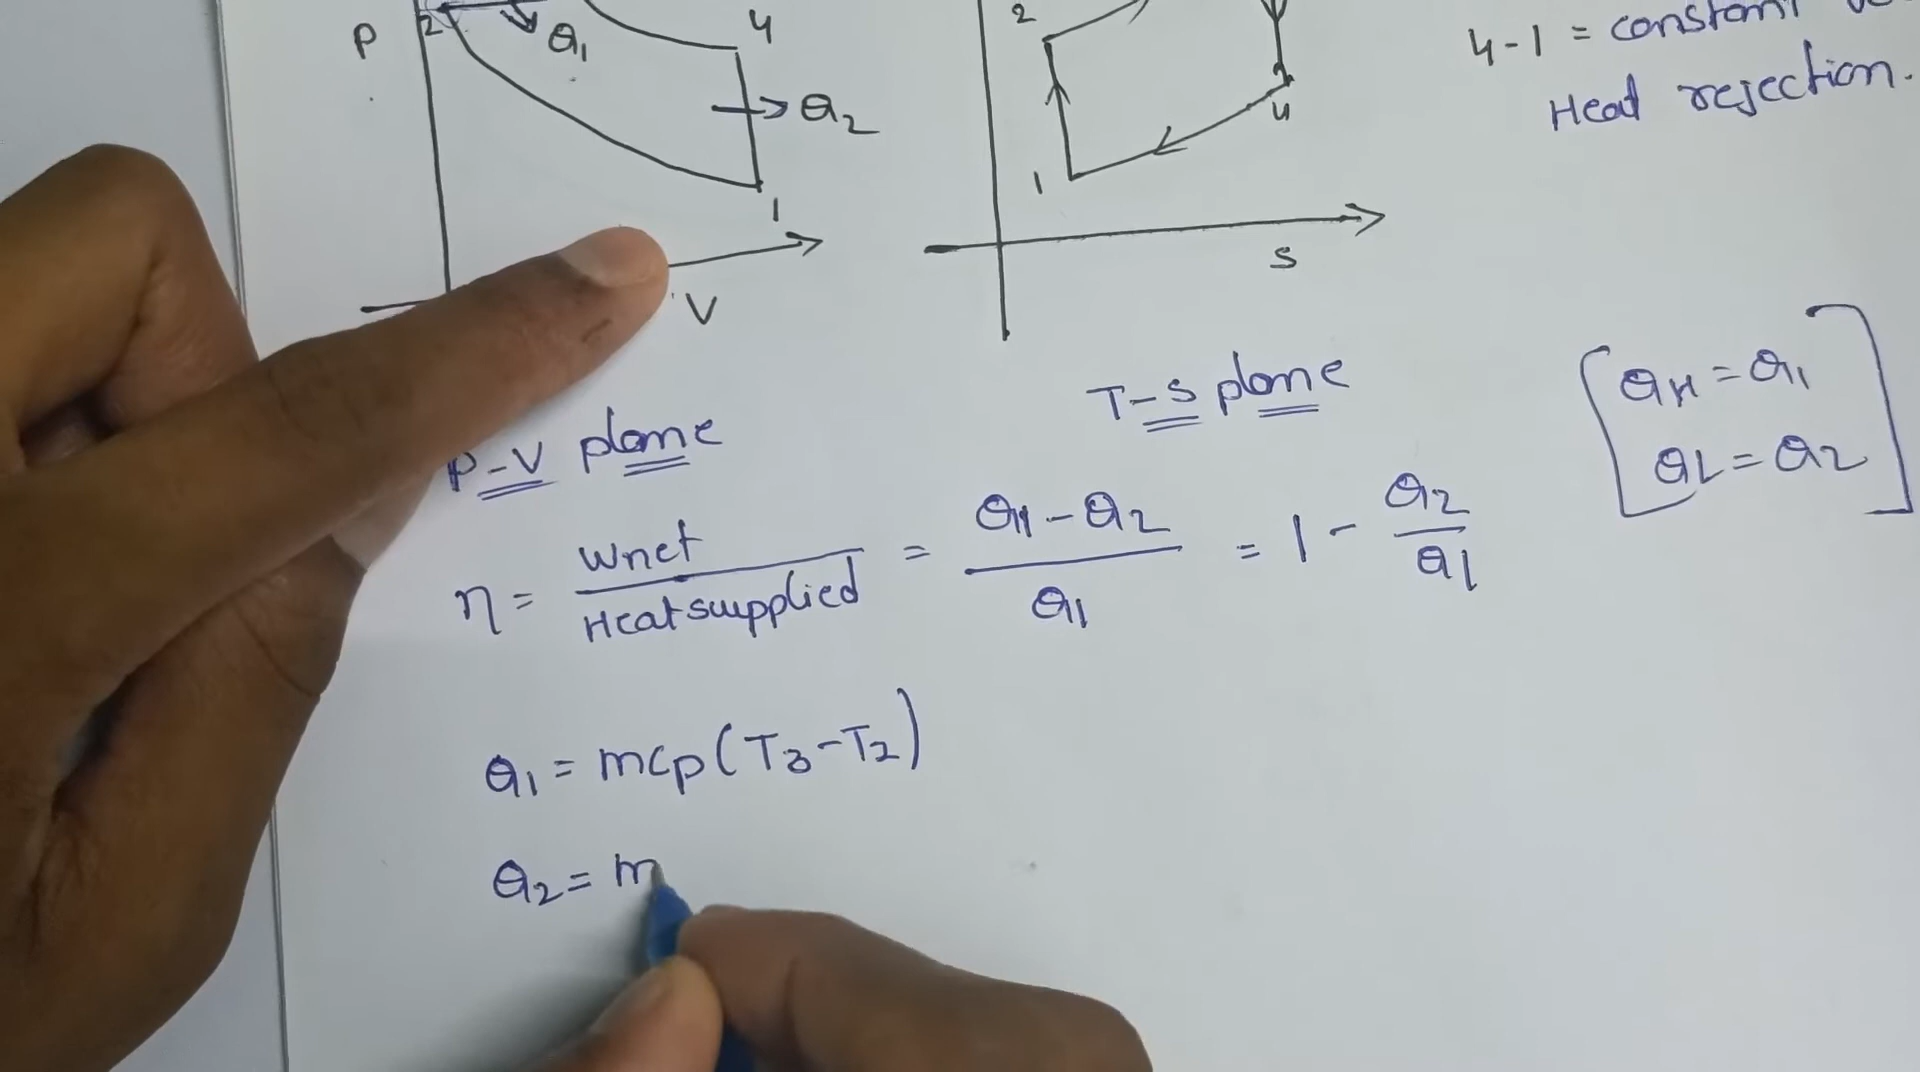 P 2 Q1 4
Q2
1
V
2
4
1
S
4-1 = constant
Heat rejection.
P-V plane
T-S plane
QH = Q1
QL = Q2
η = Wnet / Heat supplied = Q1 - Q2 / Q1 = 1 - Q2 / Q1
Q1 = mcp (T3 - T2)
Q2 = m